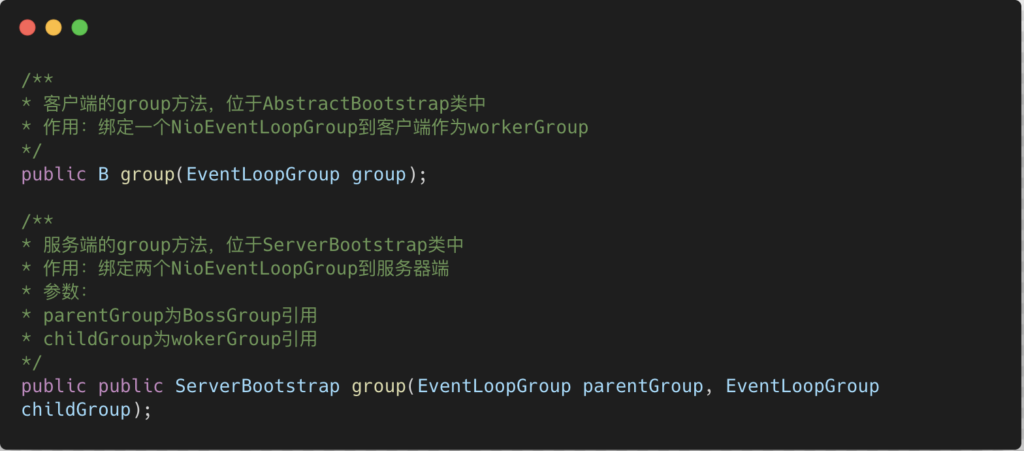 /**
* 客户端的group方法，位于AbstractBootstrap类中
* 作用：绑定一个NioEventLoopGroup到客户端作为workerGroup
*/
public B group(EventLoopGroup group);
/**
* 服务端的group方法，位于ServerBootstrap类中
* 作用：绑定两个NioEventLoopGroup到服务器端
* 参数：
* parentGroup为BossGroup引用
* childGroup为wokerGroup引用
*/
public public ServerBootstrap group(EventLoopGroup parentGroup, EventLoopGroup
childGroup);